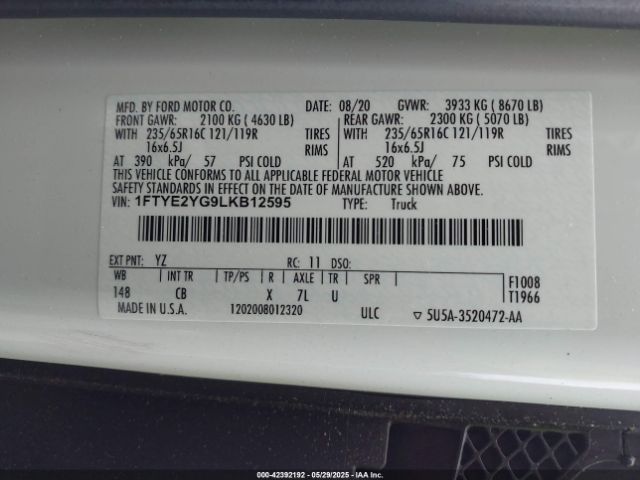 MFD. BY FORD MOTOR CO. DATE: 08/20 GVWR: 3933 KG ( 8670 LB)
FRONT GAWR: 2100 KG ( 4630 LB) REAR GAWR: 2300 KG ( 5070 LB)
WITH 235/65R16C 121/119R TIRES WITH 235/65R16C 121/119R TIRES
16x6.5J RIMS 16x6.5J RIMS
AT 390 kPa/ 57 PSI COLD AT 520 kPa/ 75 PSI COLD
THIS VEHICLE CONFORMS TO ALL APPLICABLE FEDERAL MOTOR VEHICLE
SAFETY STANDARDS IN EFFECT ON THE DATE OF MANUFACTURE SHOWN ABOVE.
VIN: 1FTYE2YG9LKB12595 TYPE: Truck
EXT PNT: YZ RC: 11 DSO:
WB INT TR TP/PS R AXLE TR SPR F1008
148 CB X 7L U T1966
MADE IN U.S.A. 1202008012320 ULC ▽ 5U5A-3520472-AA
© 42392192 — 05/29/2025 — IAA, Inc.